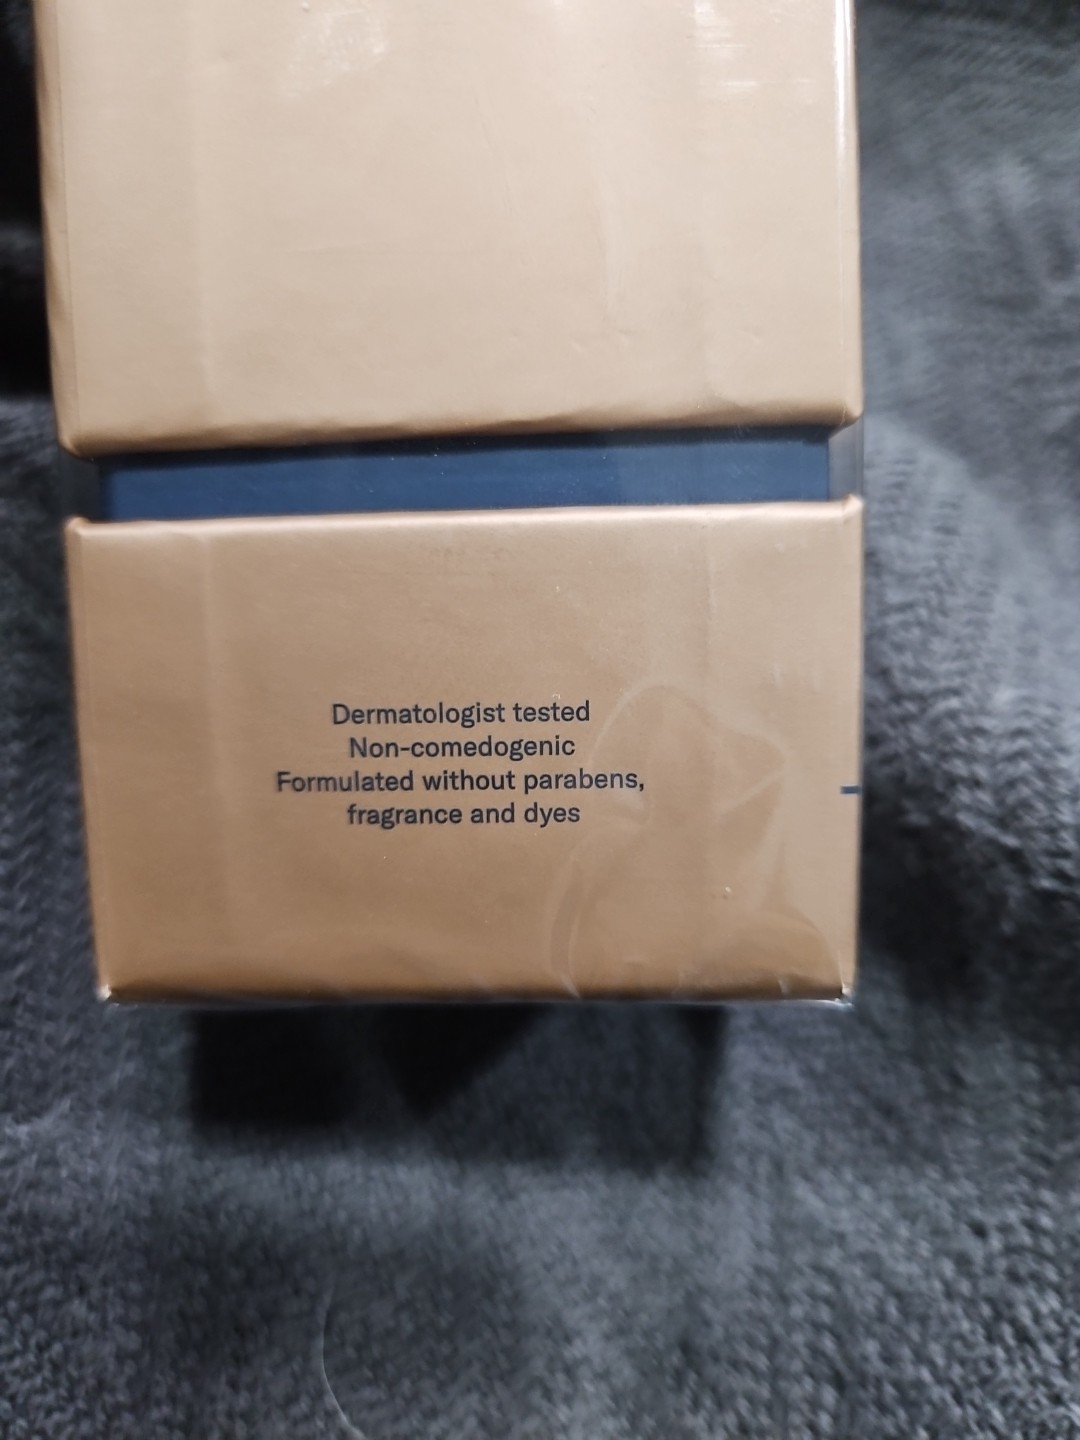 Dermatologist tested
Non-comedogenic
Formulated without parabens,
fragrance and dyes